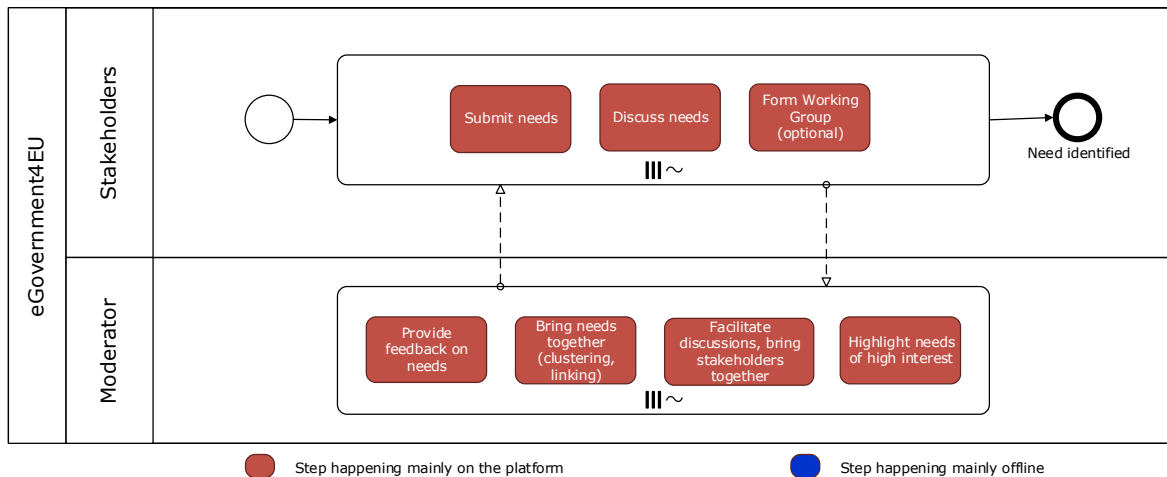 eGovernment4EU
Stakeholders
Submit needs
Discuss needs
Form Working
Group
(optional)
Need identified
Moderator
Provide
feedback on
needs
Bring needs
together
(clustering,
linking)
Facilitate
discussions, bring
stakeholders
together
Highlight needs
of high interest
Step happening mainly on the platform
Step happening mainly offline